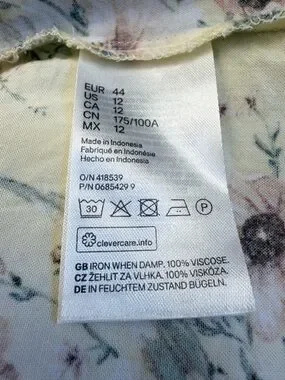 EUR 44
US 12
CA 12
CN 175/100A
MX 12
Made in Indonesia
Fabriqué en Indonésie
Hecho en Indonesia
O/N 418539
P/N 0685429 9
30 P
clevercare.info
GB IRON WHEN DAMP. 100% VISCOSE.
CZ ŽEHLIT ZA VLHKA. 100% VISKÓZA.
DE IN FEUCHTEM ZUSTAND BÜGELN.